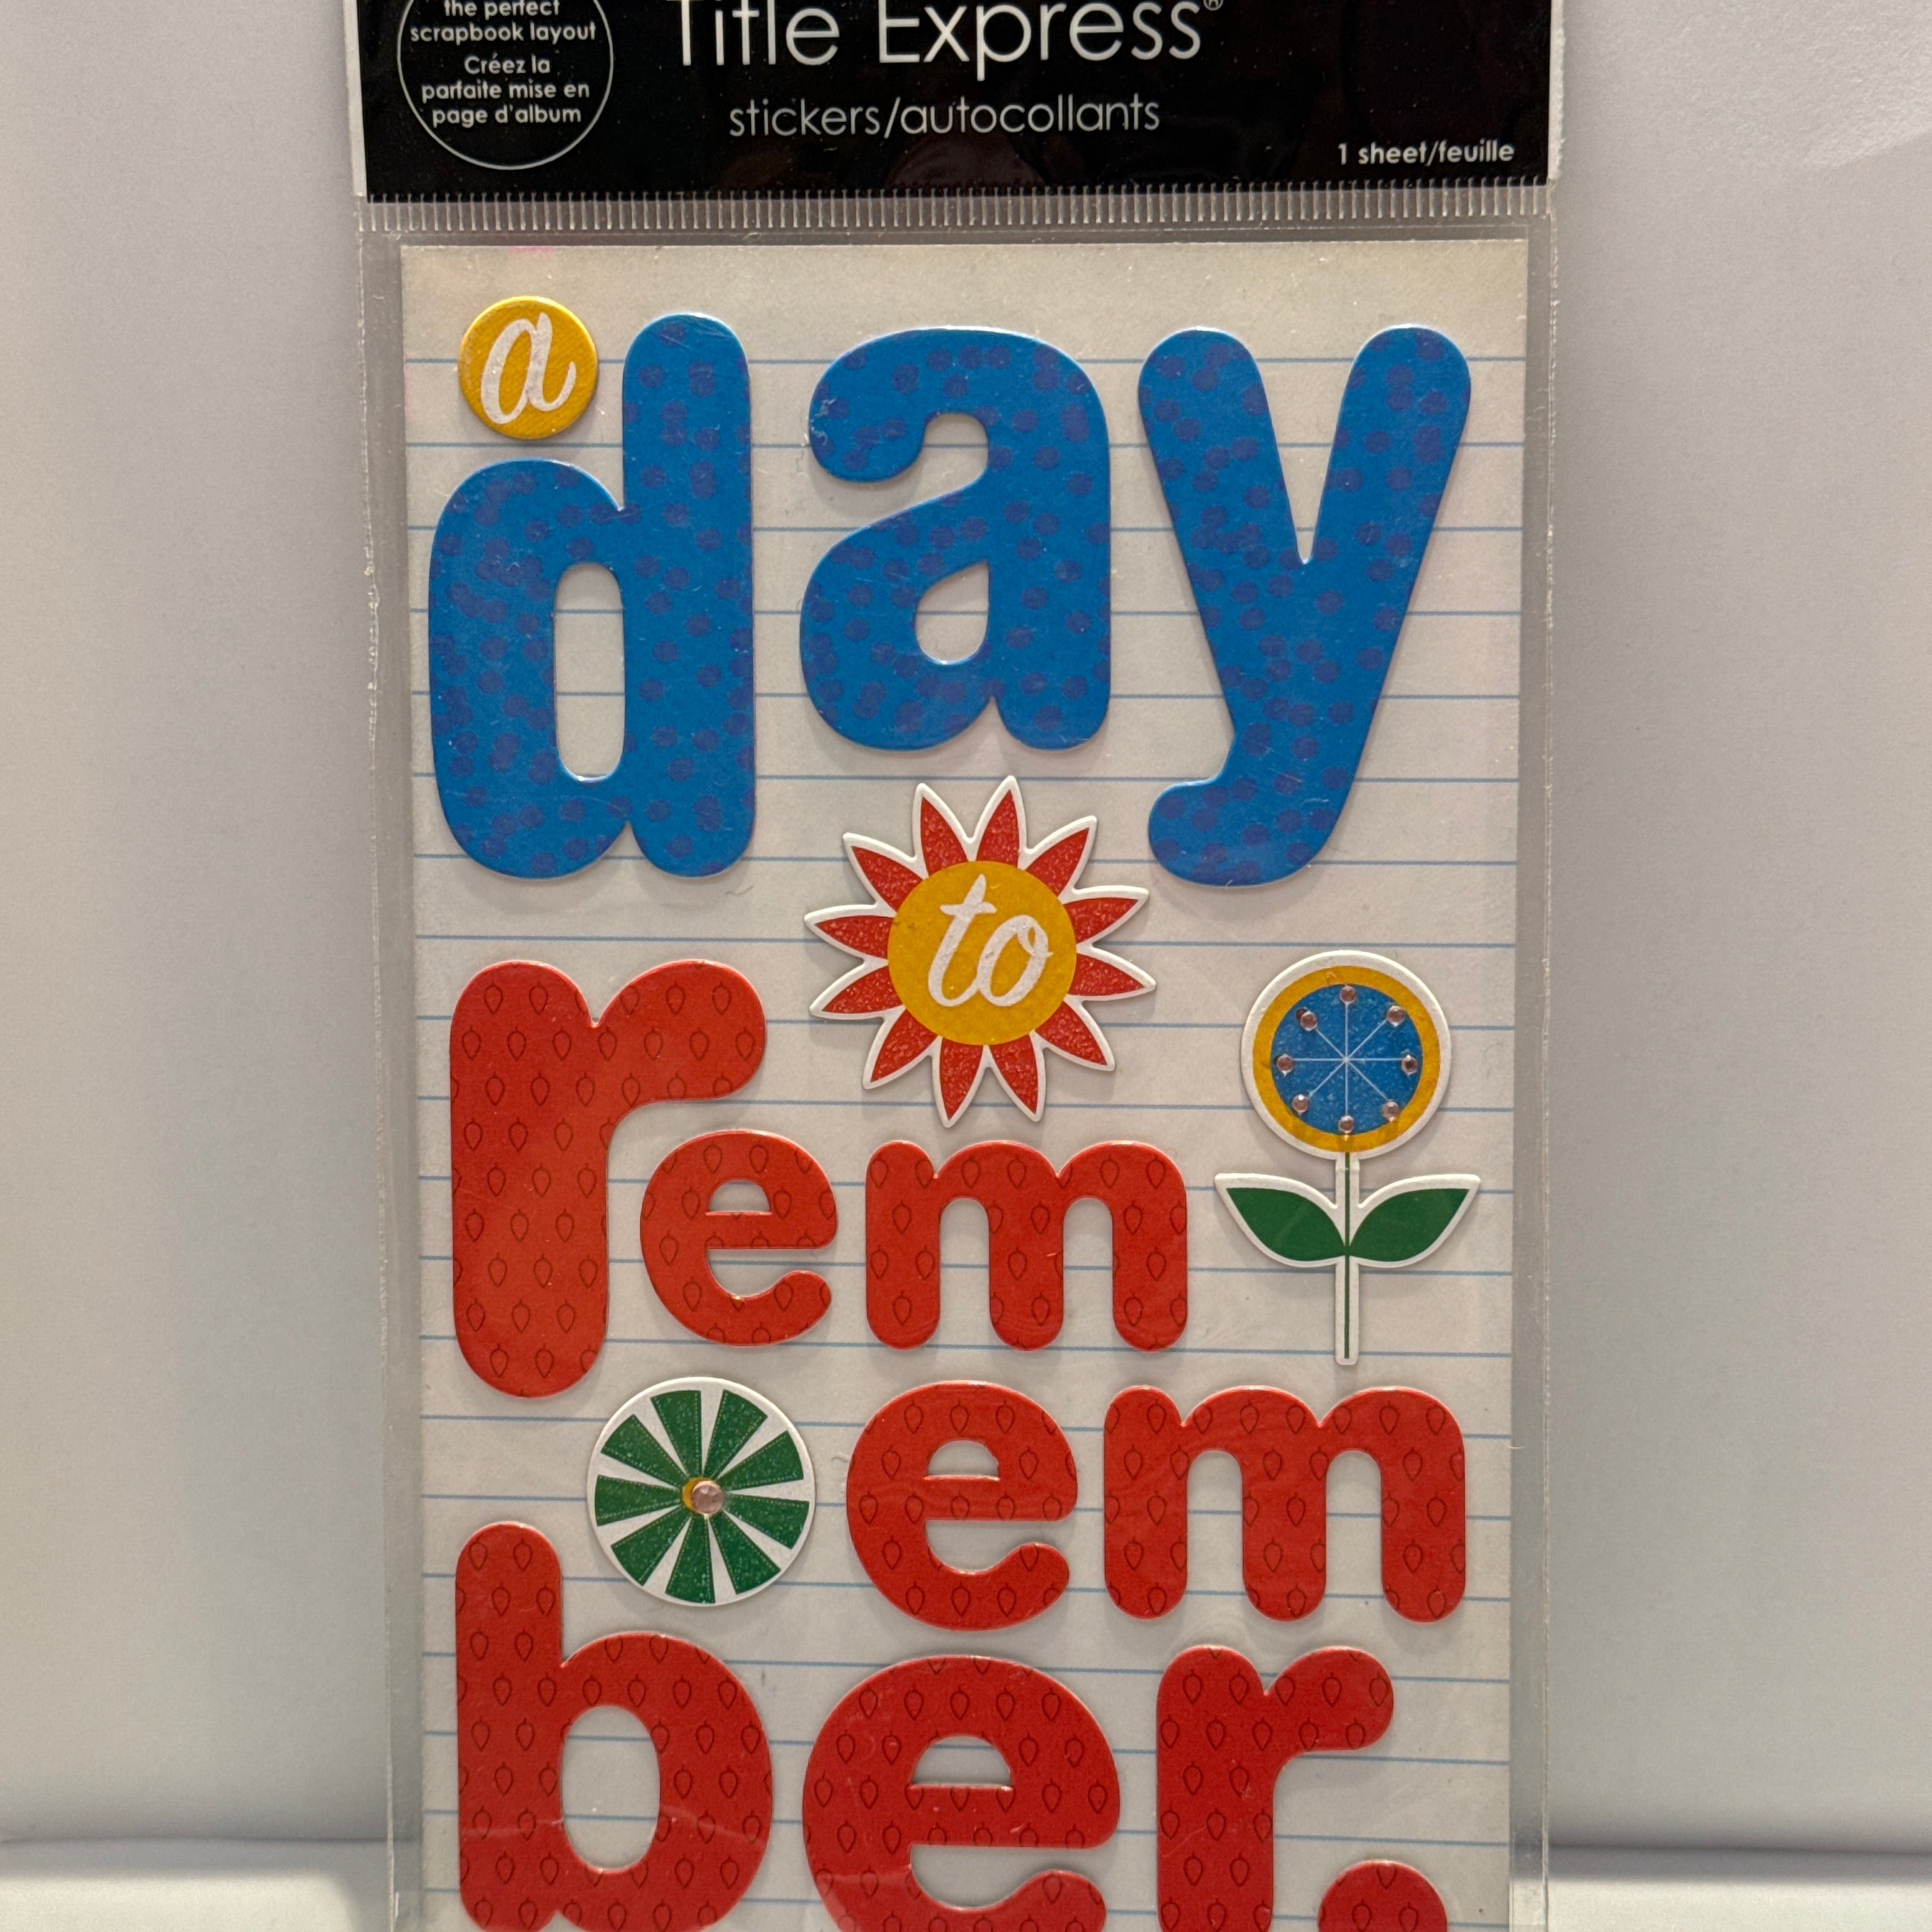 the perfect
scrapbook layout
Créez la
parfaite mise en
page d'album
Title Express®
stickers/autocollants
1 sheet/feuille
a
day
to
rem
em
ber.